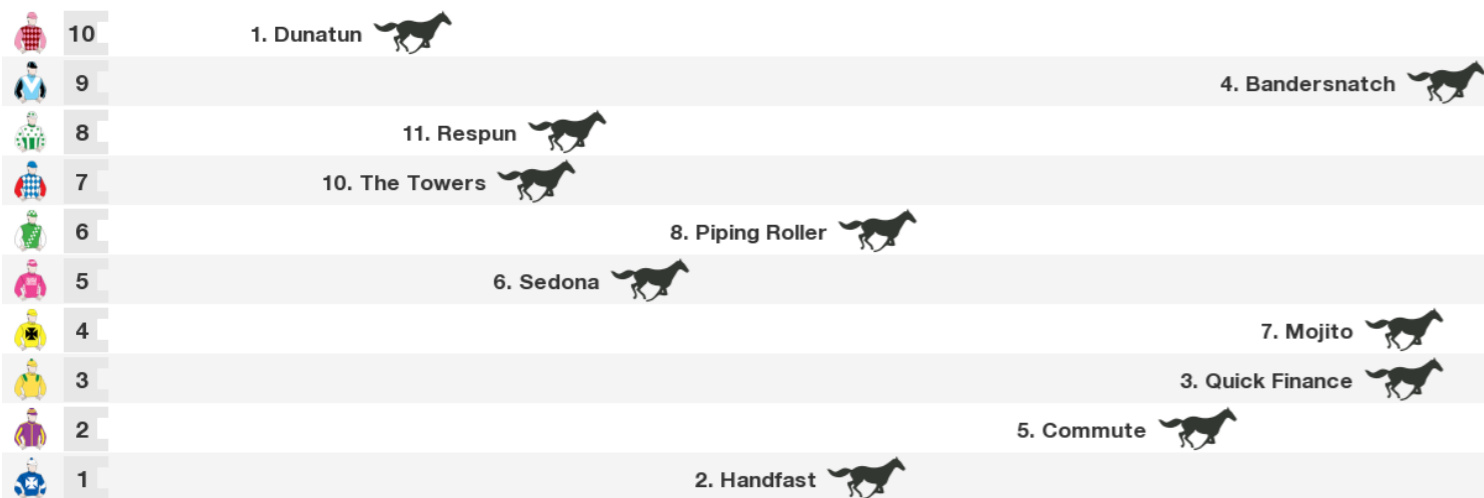 10 1. Dunatun
9 4. Bandersnatch
8 11. Respun
7 10. The Towers
6 8. Piping Roller
5 6. Sedona
4 7. Mojito
3 3. Quick Finance
2 5. Commute
1 2. Handfast